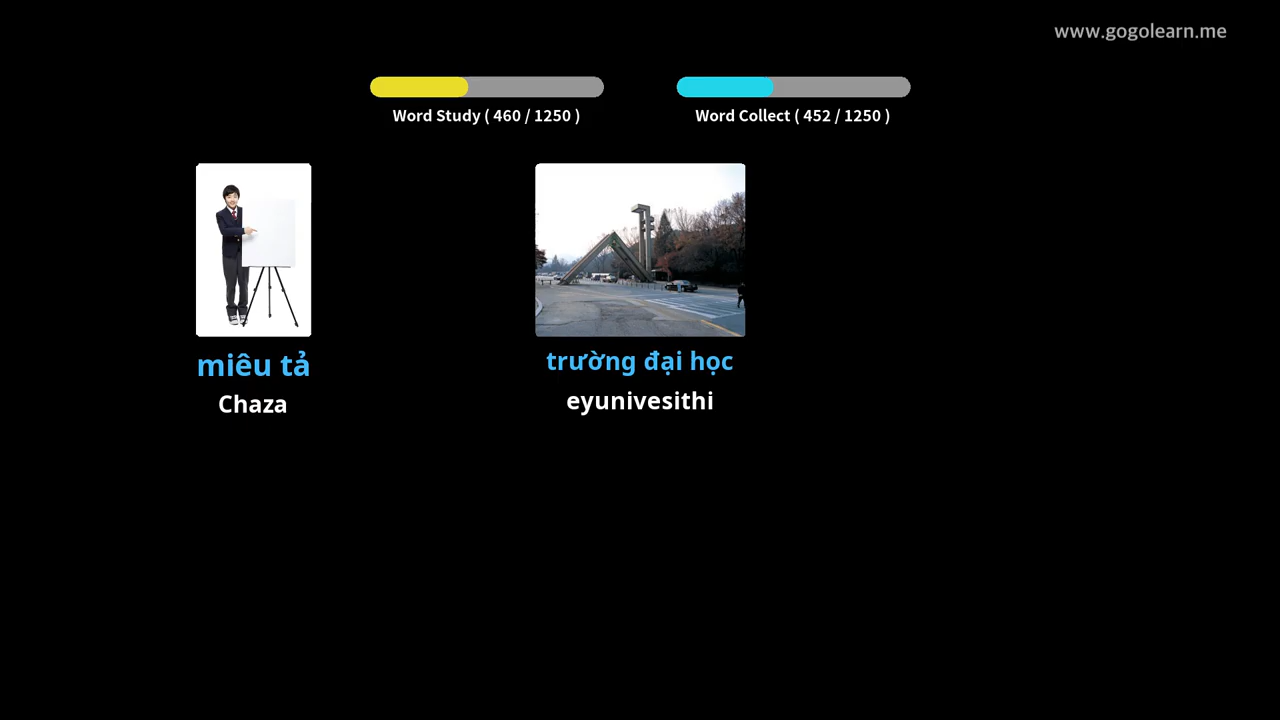 www.gogolearn.me
Word Study ( 460 / 1250 )
Word Collect ( 452 / 1250 )
miêu tả
Chaza
trường đại học
eyunivesithi